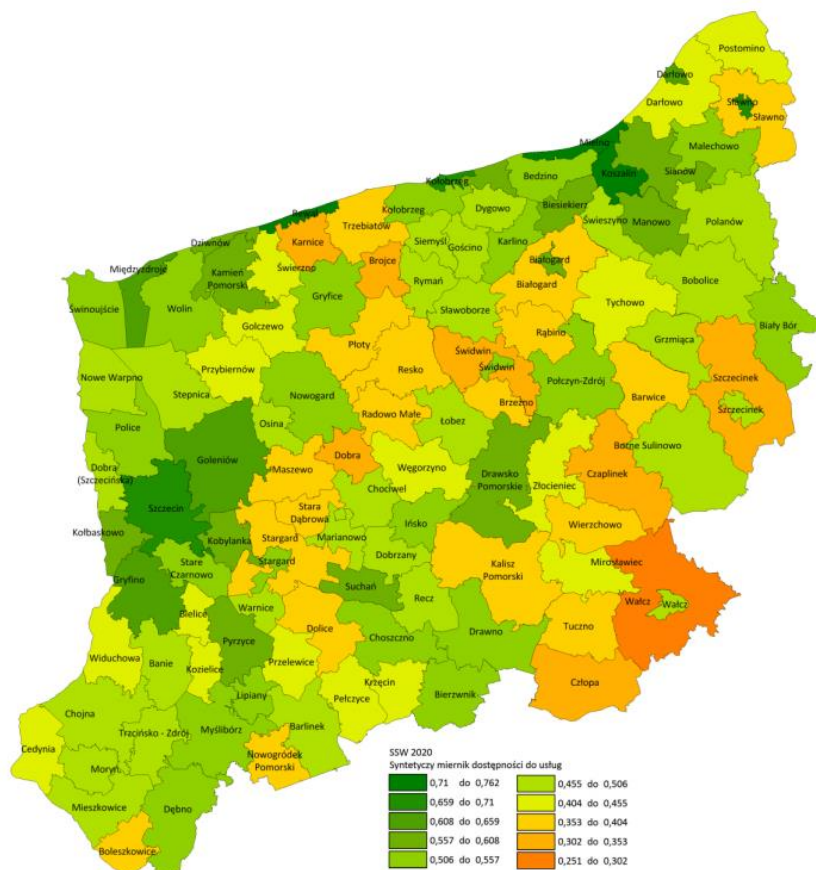 Postomino
Darłowo
Darłowo
Sławno
Sławno
Malechowo
Mielno
Koszalin
Sianów
Kołobrzeg
Będzino
Biesiekierz
Świeszyno
Manowo
Polanów
Rewal
Trzebiatów
Kołobrzeg
Dygowo
Siemyśl
Gościno
Karlino
Karnice
Dziwnów
Międzyzdroje
Kamień
Pomorski
Świerzno
Brojce
Rymań
Białogard
Białogard
Tychowo
Bobolice
Świnoujście
Wolin
Gryfice
Sławoborze
Golczewo
Rąbino
Grzmiąca
Biały Bór
Płoty
Świdwin
Świdwin
Resko
Przybiernów
Nowe Warpno
Stepnica
Połczyn-Zdrój
Barwice
Szczecinek
Szczecinek
Nowogard
Radowo Małe
Brzeżno
Osina
Łobez
Police
Goleniów
Dobra
Węgorzyno
Drawsko
Pomorskie
Złocieniec
Czaplinek
Borne Sulinowo
Dobra
(Szczecińska)
Maszewo
Chociwel
Szczecin
Stara
Dąbrowa
Ińsko
Wierzchowo
Kołbaskowo
Kobylanka
Stargard
Marianowo
Dobrzany
Stare
Czarnowo
Stargard
Kalisz
Pomorski
Mirosławiec
Gryfino
Suchań
Recz
Bielice
Warnice
Wałcz
Wałcz
Dolice
Tuczno
Pyrzyce
Choszczno
Drawno
Widuchowa
Banie
Kozielice
Przelewice
Człopa
Krzęcin
Pełczyce
Bierzwnik
Lipiany
Chojna
Trzcińsko - Zdrój
Myślibórz
Barlinek
Cedynia
Moryń
Nowogródek
Pomorski
Mieszkowice
Dębno
Boleszkowice
SSW 2020
Syntetyczy miernik dostępności do usług
0,71 do 0,762
0,659 do 0,71
0,608 do 0,659
0,557 do 0,608
0,506 do 0,557
0,455 do 0,506
0,404 do 0,455
0,353 do 0,404
0,302 do 0,353
0,251 do 0,302